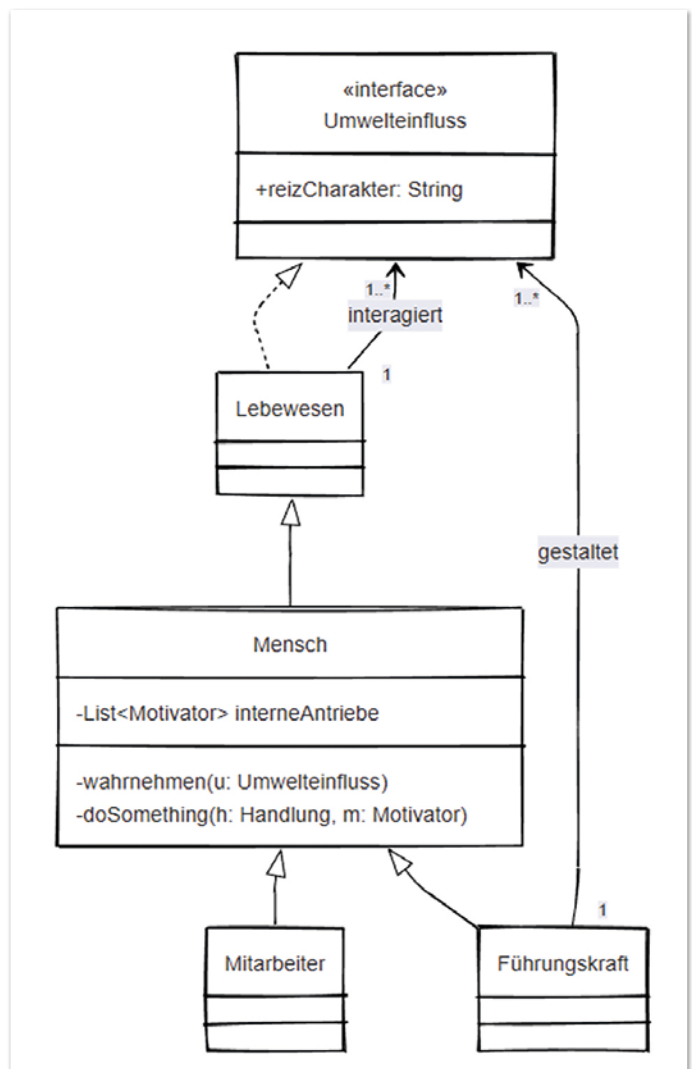 «interface»
Umwelteinfluss
+reizCharakter: String
1..*
1..*
interagiert
1
Lebewesen
gestaltet
Mensch
-List<Motivator> interneAntriebe
-wahrnehmen(u: Umwelteinfluss)
-doSomething(h: Handlung, m: Motivator)
1
Mitarbeiter
Führungskraft